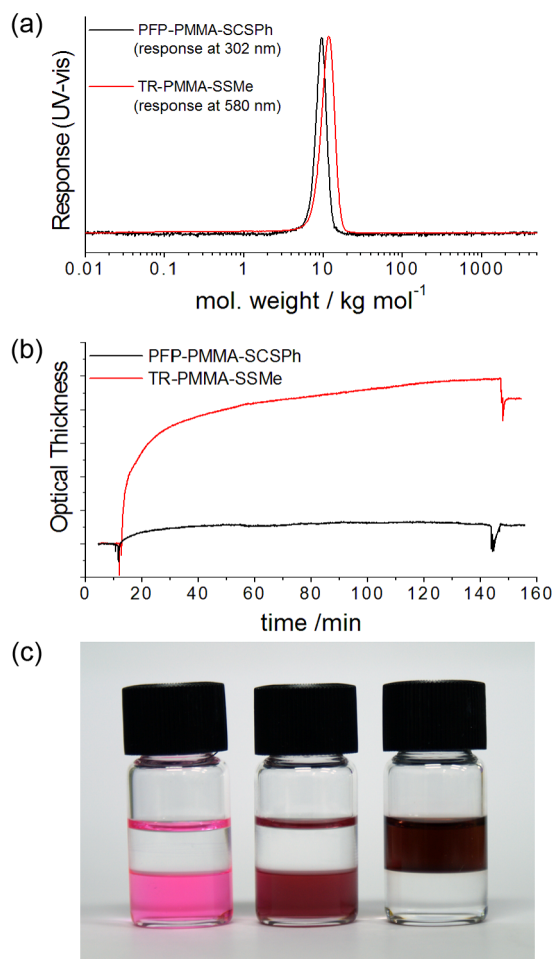 (a)
PFP-PMMA-SCSPh
(response at 302 nm)
TR-PMMA-SSMe
(response at 580 nm)
Response (UV-vis)
0.01 0.1 1 10 100 1000
mol. weight / kg mol⁻¹
(b)
PFP-PMMA-SCSPh
TR-PMMA-SSMe
Optical Thickness
0 20 40 60 80 100 120 140 160
time /min
(c)